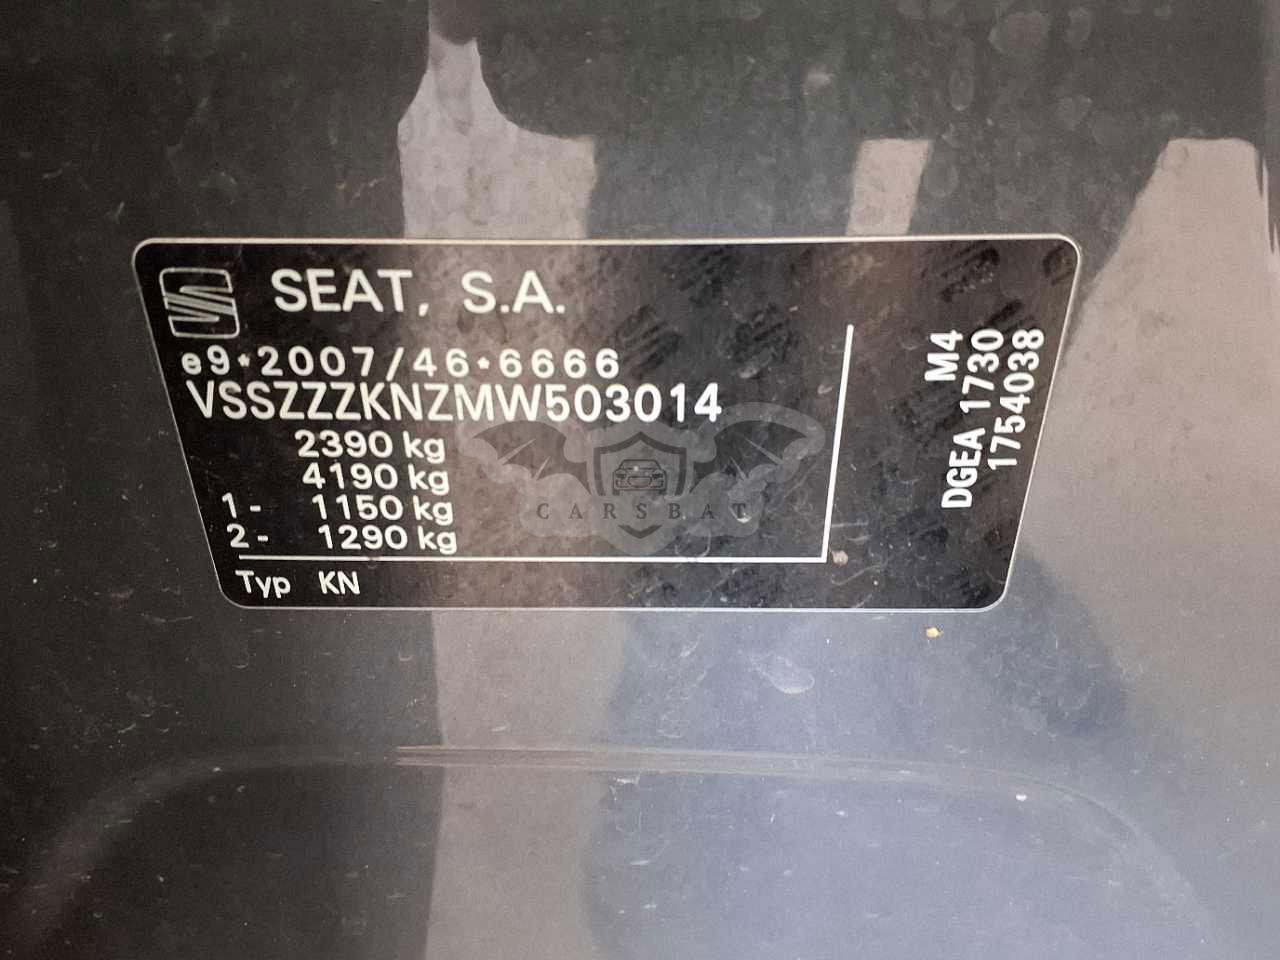 SEAT, S.A.
e9*2007/46*6666
VSSZZZKNZMW503014
2390 kg
4190 kg
1- 1150 kg
2- 1290 kg
Typ KN
M4
DGEA 1730
1754038
CARSBAT